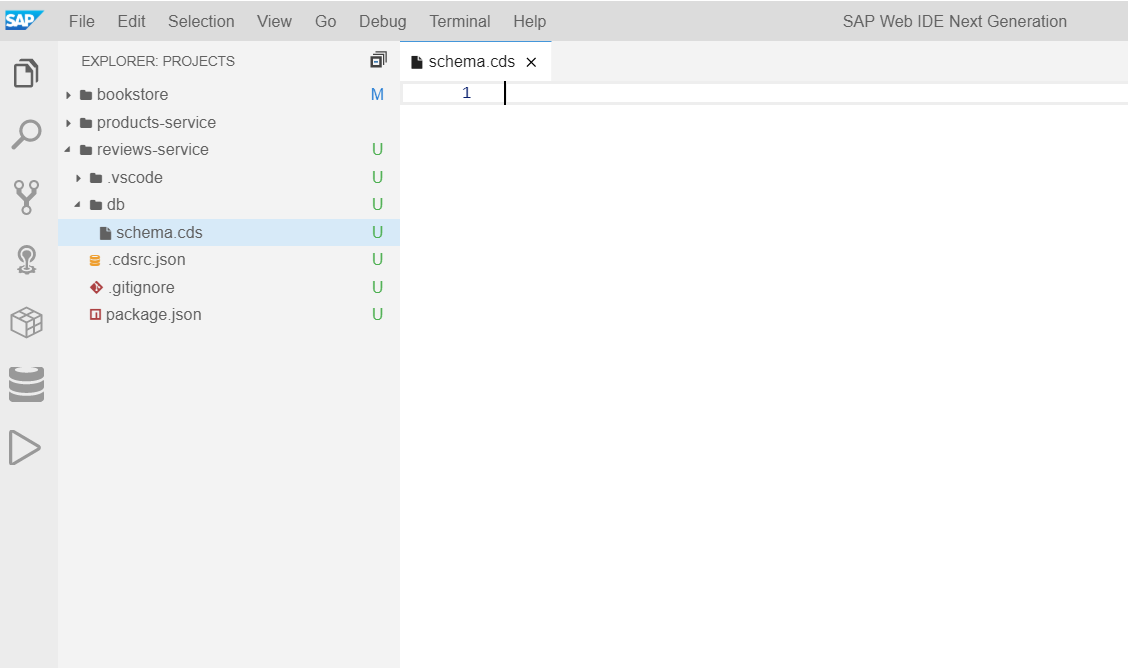 SAP File Edit Selection View Go Debug Terminal Help SAP Web IDE Next Generation
EXPLORER: PROJECTS
bookstore M
products-service
reviews-service U
.vscode U
db U
schema.cds U
.cdsrc.json U
.gitignore U
package.json U
schema.cds ×
1